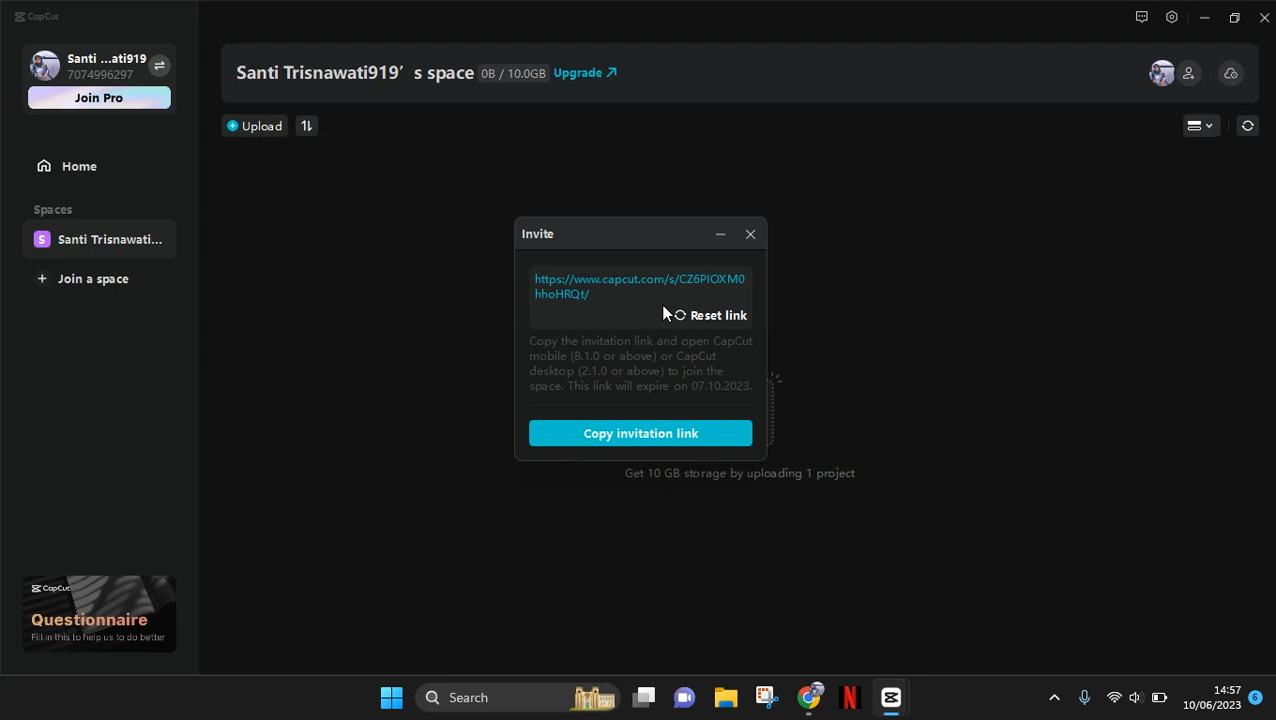 CapCut
Santi ...ati919
7074996297
Join Pro
Home
Spaces
S Santi Trisnawati...
+ Join a space
CapCut
Questionnaire
Fill in this to help us to do better
Santi Trisnawati919’ s space 0B / 10.0GB Upgrade
Upload
Invite
https://www.capcut.com/s/CZ6PIOXM0
hhoHRQt/
Reset link
Copy the invitation link and open CapCut
mobile (8.1.0 or above) or CapCut
desktop (2.1.0 or above) to join the
space. This link will expire on 07.10.2023.
Copy invitation link
Get 10 GB storage by uploading 1 project
Search
N
14:57
10/06/2023
6